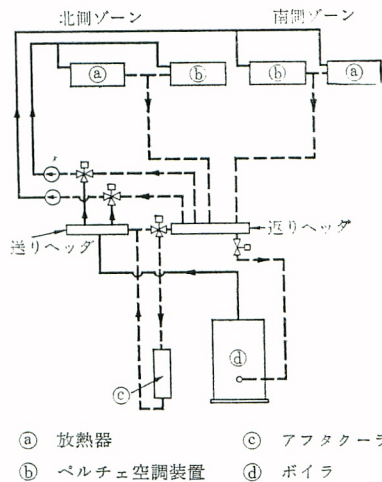 北側ゾーン
南側ゾーン
ⓐ
ⓑ
ⓑ
ⓐ
送りヘッダ
返りヘッダ
ⓒ
ⓓ
ⓐ 放熱器
ⓒ アフタクーラ
ⓑ ペルチェ空調装置
ⓓ ボイラ